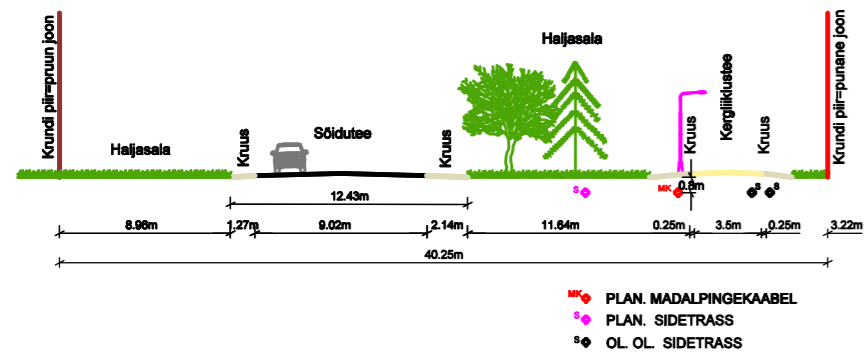 Krundi piir=pruun joon
Haljasala
Kruus
Sõidutee
Kruus
Haljasala
Kruus
Kergliiklustee
Kruus
Krundi piir=punane joon
S
MK
0.8m
S
S
12.43m
8.96m
1.27m
9.02m
2.14m
11.64m
0.25m
3.5m
0.25m
3.22m
40.25m
MK PLAN. MADALPINGEKAABEL
S PLAN. SIDETRASS
S OL. OL. SIDETRASS